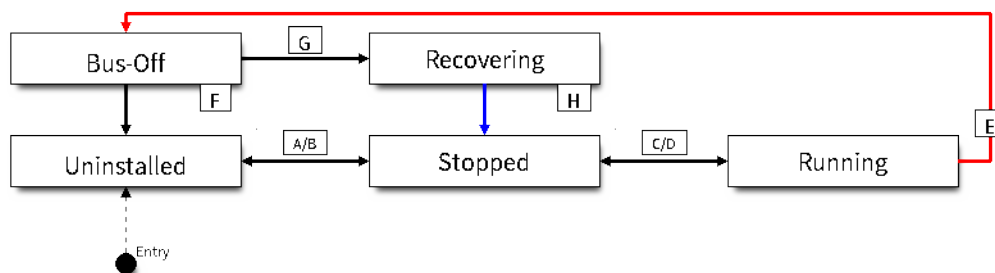 G
Bus-Off
Recovering
F
H
E
A/B
C/D
Uninstalled
Stopped
Running
Entry